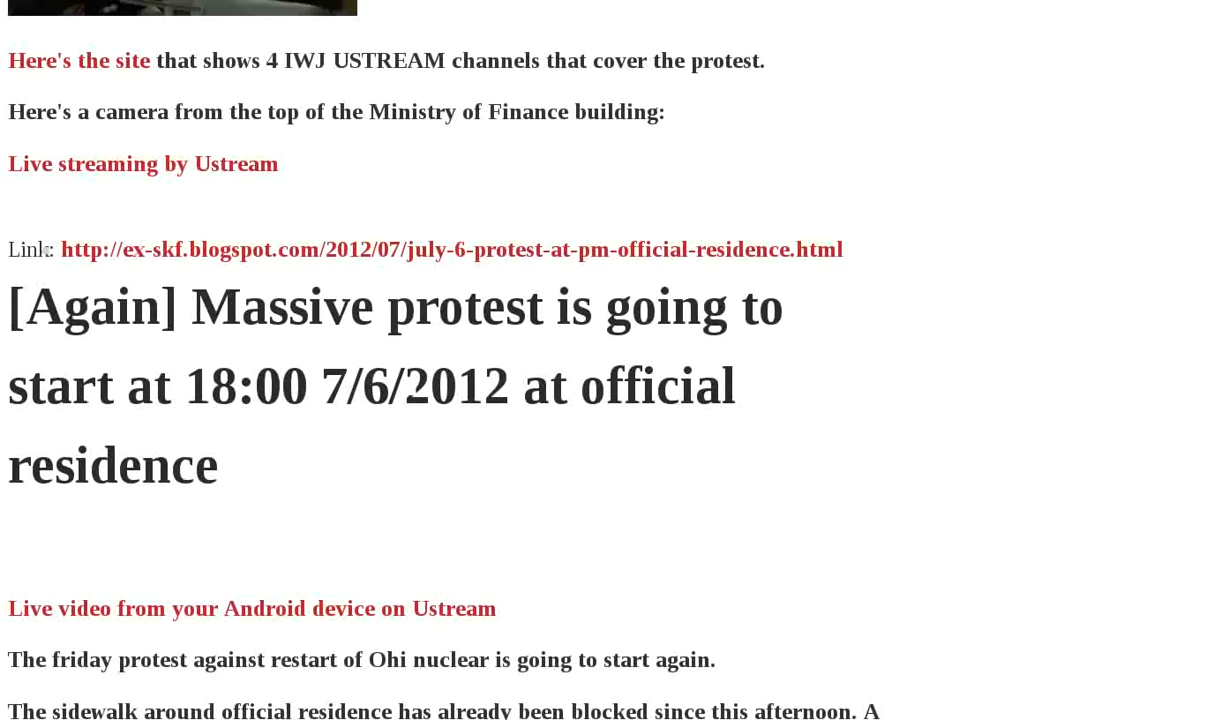 Here's the site that shows 4 IWJ USTREAM channels that cover the protest.
Here's a camera from the top of the Ministry of Finance building:
Live streaming by Ustream
Link: http://ex-skf.blogspot.com/2012/07/july-6-protest-at-pm-official-residence.html
[Again] Massive protest is going to
start at 18:00 7/6/2012 at official
residence
Live video from your Android device on Ustream
The friday protest against restart of Ohi nuclear is going to start again.
The sidewalk around official residence has already been blocked since this afternoon. A